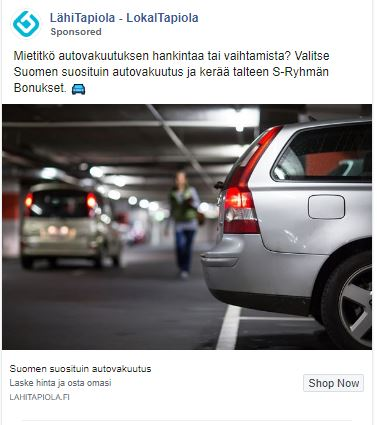 LähiTapiola - LokalTapiola
Sponsored
Mietitkö autovakuutuksen hankintaa tai vaihtamista? Valitse
Suomen suosituin autovakuutus ja kerää talteen S-Ryhmän
Bonukset. 🚘
Suomen suosituin autovakuutus
Laske hinta ja osta omasi
LAHITAPIOLA.FI
Shop Now